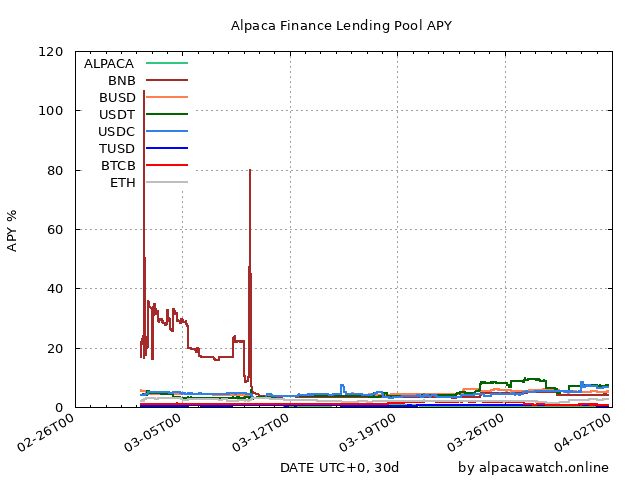 Alpaca Finance Lending Pool APY
120
100
80
60
40
20
0
APY %
ALPACA
BNB
BUSD
USDT
USDC
TUSD
BTCB
ETH
02-26T00
03-05T00
03-12T00
03-19T00
03-26T00
04-02T00
DATE UTC+0, 30d
by alpacawatch.online